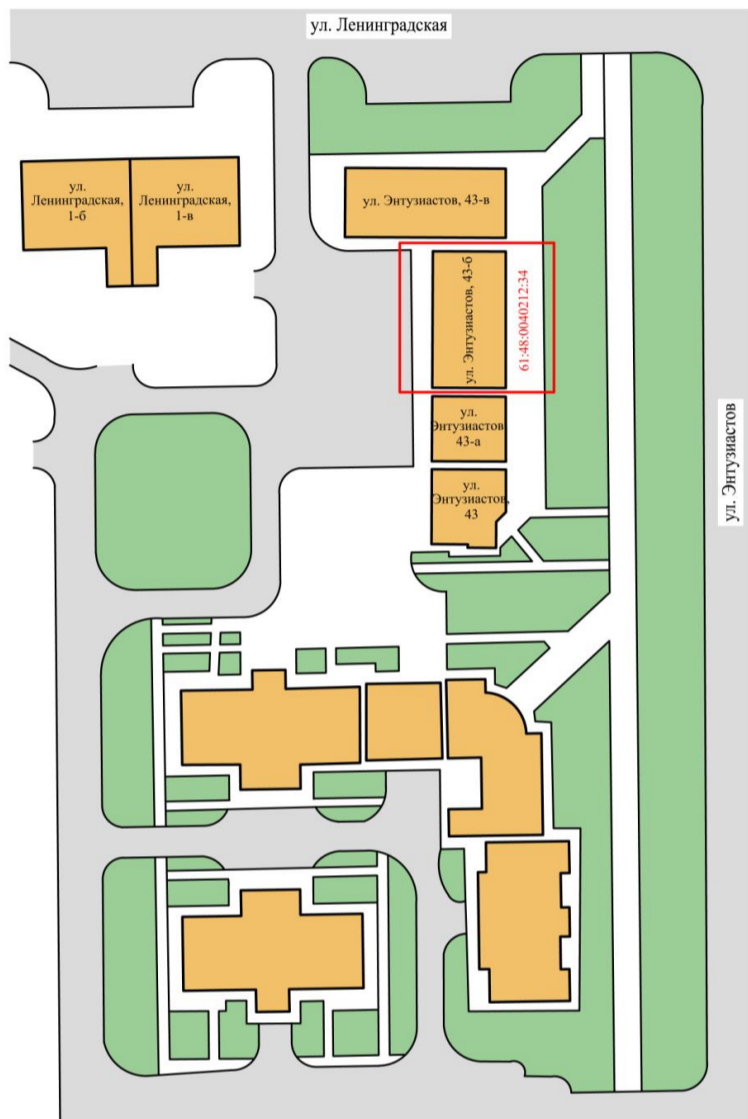 ул. Ленинградская
ул.
Ленинградская,
1-б
ул.
Ленинградская,
1-в
ул. Энтузиастов, 43-в
ул. Энтузиастов, 43-б
61:48:0040212:34
ул.
Энтузиастов
43-а
ул.
Энтузиастов,
43
ул. Энтузиастов